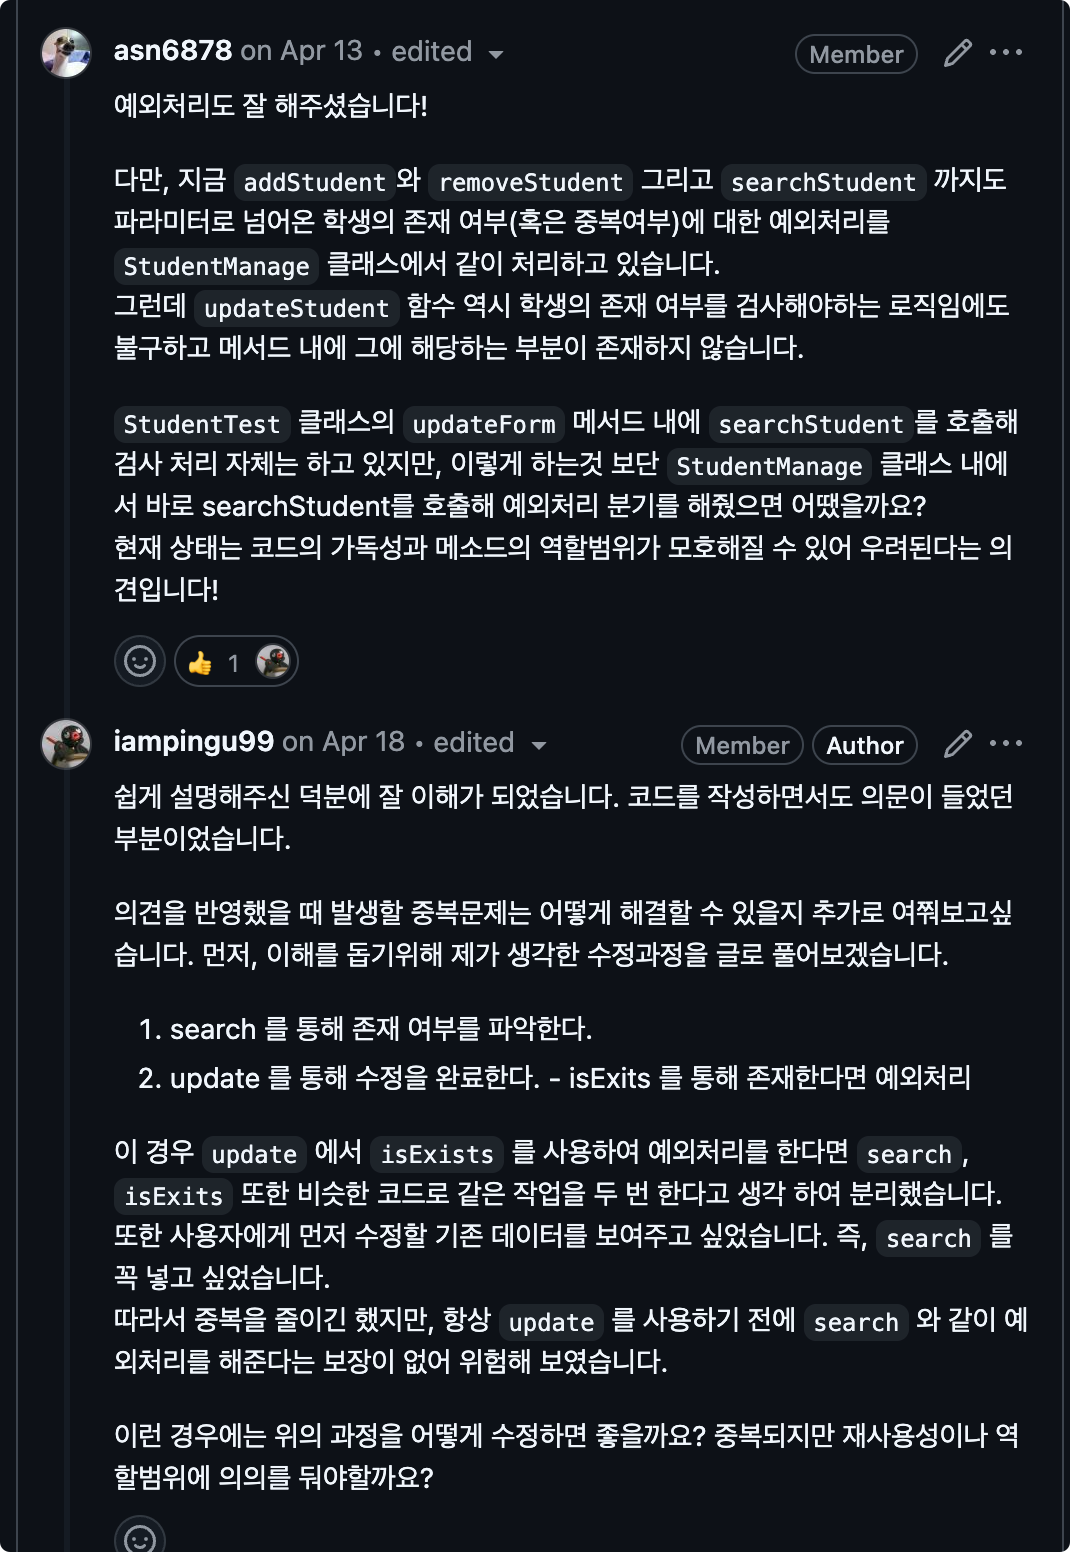 asn6878 on Apr 13 • edited
Member
예외처리도 잘 해주셨습니다!
다만, 지금 addStudent 와 removeStudent 그리고 searchStudent 까지도
파라미터로 넘어온 학생의 존재 여부(혹은 중복여부)에 대한 예외처리를
StudentManage 클래스에서 같이 처리하고 있습니다.
그런데 updateStudent 함수 역시 학생의 존재 여부를 검사해야하는 로직임에도
불구하고 메서드 내에 그에 해당하는 부분이 존재하지 않습니다.
StudentTest 클래스의 updateForm 메서드 내에 searchStudent 를 호출해
검사 처리 자체는 하고 있지만, 이렇게 하는것 보단 StudentManage 클래스 내에
서 바로 searchStudent를 호출해 예외처리 분기를 해줬으면 어땠을까요?
현재 상태는 코드의 가독성과 메소드의 역할범위가 모호해질 수 있어 우려된다는 의
견입니다!
👍 1
iampingu99 on Apr 18 • edited
Member
Author
쉽게 설명해주신 덕분에 잘 이해가 되었습니다. 코드를 작성하면서도 의문이 들었던
부분이었습니다.
의견을 반영했을 때 발생할 중복문제는 어떻게 해결할 수 있을지 추가로 여쭤보고싶
습니다. 먼저, 이해를 돕기위해 제가 생각한 수정과정을 글로 풀어보겠습니다.
1. search 를 통해 존재 여부를 파악한다.
2. update 를 통해 수정을 완료한다. - isExits 를 통해 존재한다면 예외처리
이 경우 update 에서 isExists 를 사용하여 예외처리를 한다면 search ,
isExits 또한 비슷한 코드로 같은 작업을 두 번 한다고 생각 하여 분리했습니다.
또한 사용자에게 먼저 수정할 기존 데이터를 보여주고 싶었습니다. 즉, search 를
꼭 넣고 싶었습니다.
따라서 중복을 줄이긴 했지만, 항상 update 를 사용하기 전에 search 와 같이 예
외처리를 해준다는 보장이 없어 위험해 보였습니다.
이런 경우에는 위의 과정을 어떻게 수정하면 좋을까요? 중복되지만 재사용성이나 역
할범위에 의의를 둬야할까요?